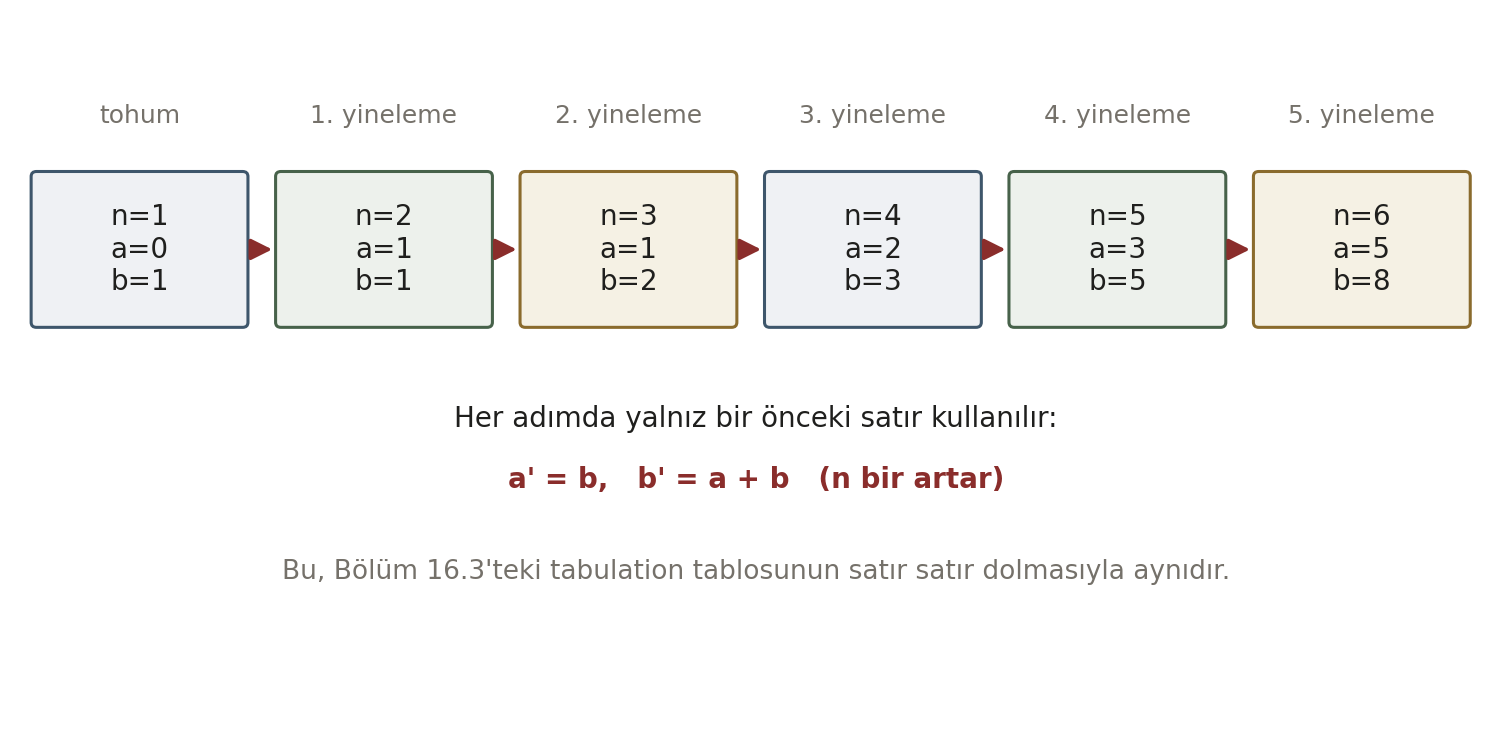 tohum
1. yineleme
2. yineleme
3. yineleme
4. yineleme
5. yineleme
n=1
a=0
b=1
n=2
a=1
b=1
n=3
a=1
b=2
n=4
a=2
b=3
n=5
a=3
b=5
n=6
a=5
b=8
Her adımda yalnız bir önceki satır kullanılır:
a' = b, b' = a + b (n bir artar)
Bu, Bölüm 16.3'teki tabulation tablosunun satır satır dolmasıyla aynıdır.